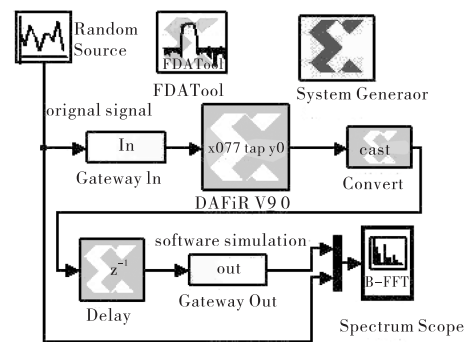 Random
Source
FDATool
FDATool
System Generaor
orignal signal
In
Gateway In
x077 tap y0
DAFiR V9 0
cast
Convert
z⁻¹
Delay
software simulation
out
Gateway Out
B-FFT
Spectrum Scope